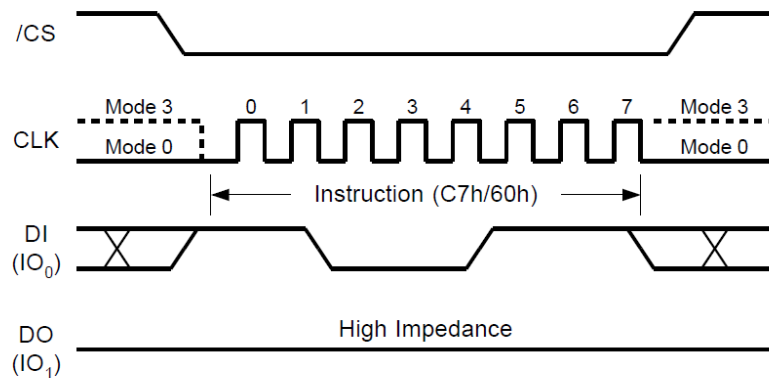 /CS
Mode 3 0 1 2 3 4 5 6 7 Mode 3
CLK
Mode 0 Mode 0
Instruction (C7h/60h)
DI
(IO₀)
High Impedance
DO
(IO₁)